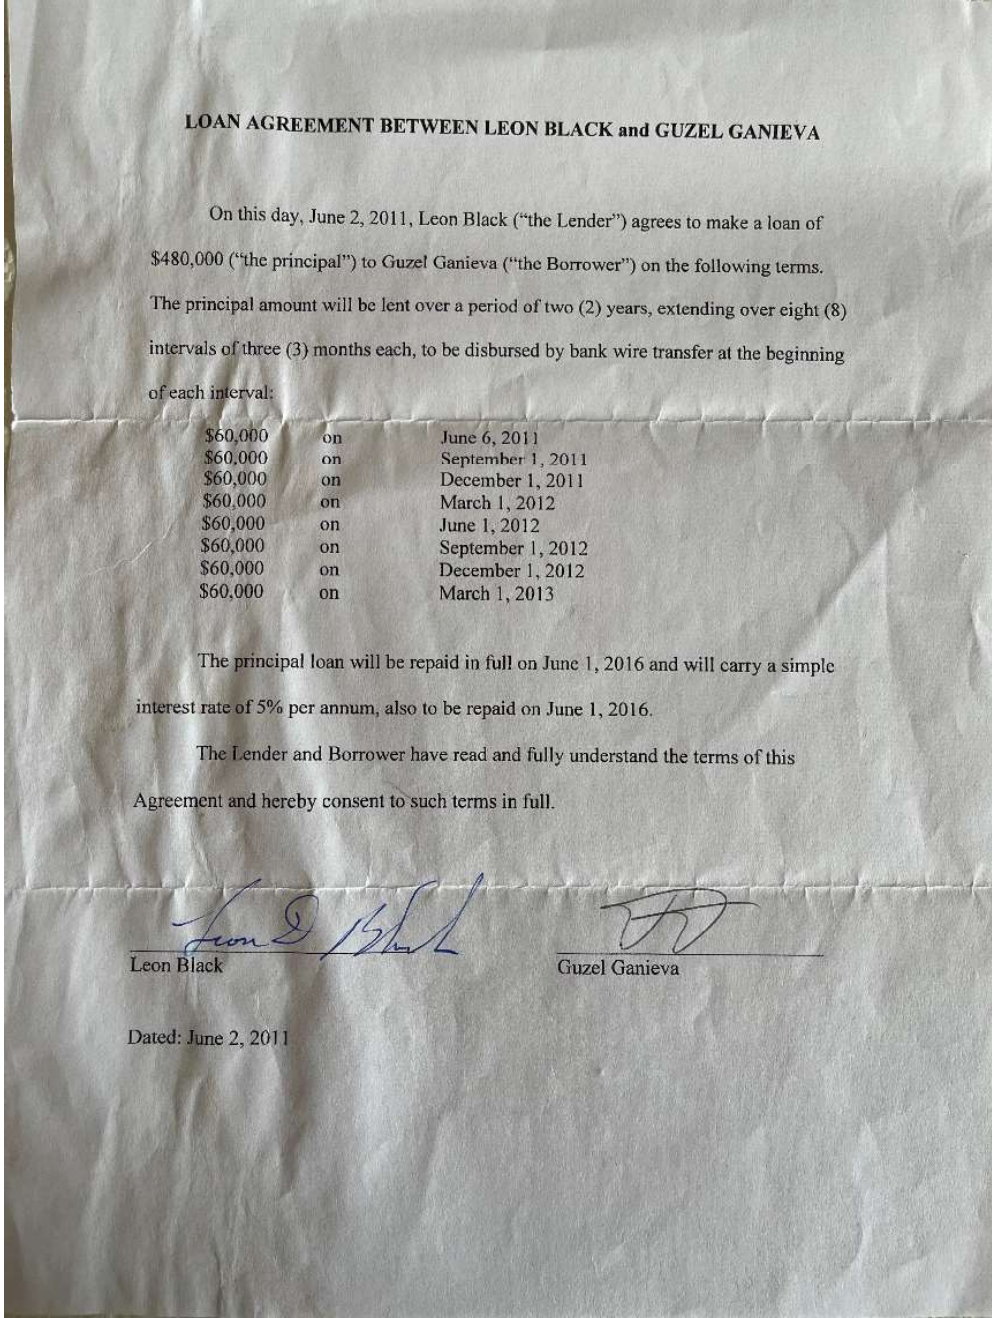 LOAN AGREEMENT BETWEEN LEON BLACK and GUZEL GANIEVA
On this day, June 2, 2011, Leon Black (“the Lender”) agrees to make a loan of
$480,000 (“the principal”) to Guzel Ganieva (“the Borrower”) on the following terms.
The principal amount will be lent over a period of two (2) years, extending over eight (8)
intervals of three (3) months each, to be disbursed by bank wire transfer at the beginning
of each interval:
$60,000 on June 6, 2011
$60,000 on September 1, 2011
$60,000 on December 1, 2011
$60,000 on March 1, 2012
$60,000 on June 1, 2012
$60,000 on September 1, 2012
$60,000 on December 1, 2012
$60,000 on March 1, 2013
The principal loan will be repaid in full on June 1, 2016 and will carry a simple
interest rate of 5% per annum, also to be repaid on June 1, 2016.
The Lender and Borrower have read and fully understand the terms of this
Agreement and hereby consent to such terms in full.
Leon D Black
Leon Black Guzel Ganieva
Dated: June 2, 2011